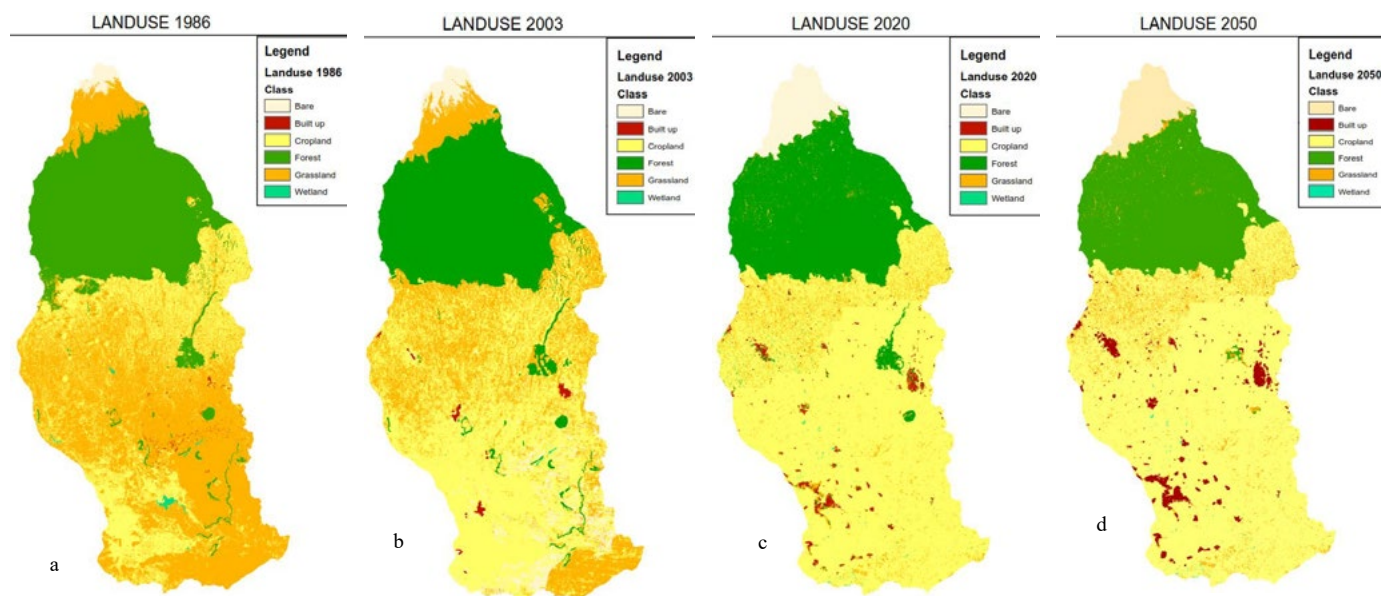 LANDUSE 1986
Legend
Landuse 1986
Class
Bare
Built up
Cropland
Forest
Grassland
Wetland
a
LANDUSE 2003
Legend
Landuse 2003
Class
Bare
Built up
Cropland
Forest
Grassland
Wetland
b
LANDUSE 2020
Legend
Landuse 2020
Class
Bare
Built up
Cropland
Forest
Grassland
Wetland
c
LANDUSE 2050
Legend
Landuse 2050
Class
Bare
Built up
Cropland
Forest
Grassland
Wetland
d